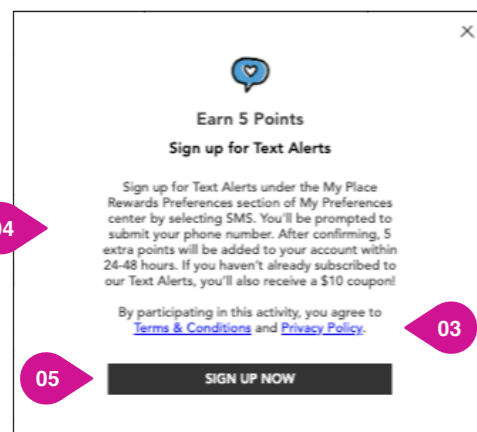 Earn 5 Points
Sign up for Text Alerts
Sign up for Text Alerts under the My Place
Rewards Preferences section of My Preferences
center by selecting SMS. You'll be prompted to
submit your phone number. After confirming, 5
extra points will be added to your account within
24-48 hours. If you haven't already subscribed to
our Text Alerts, you'll also receive a $10 coupon!
04
By participating in this activity, you agree to
Terms & Conditions and Privacy Policy.
03
05
SIGN UP NOW